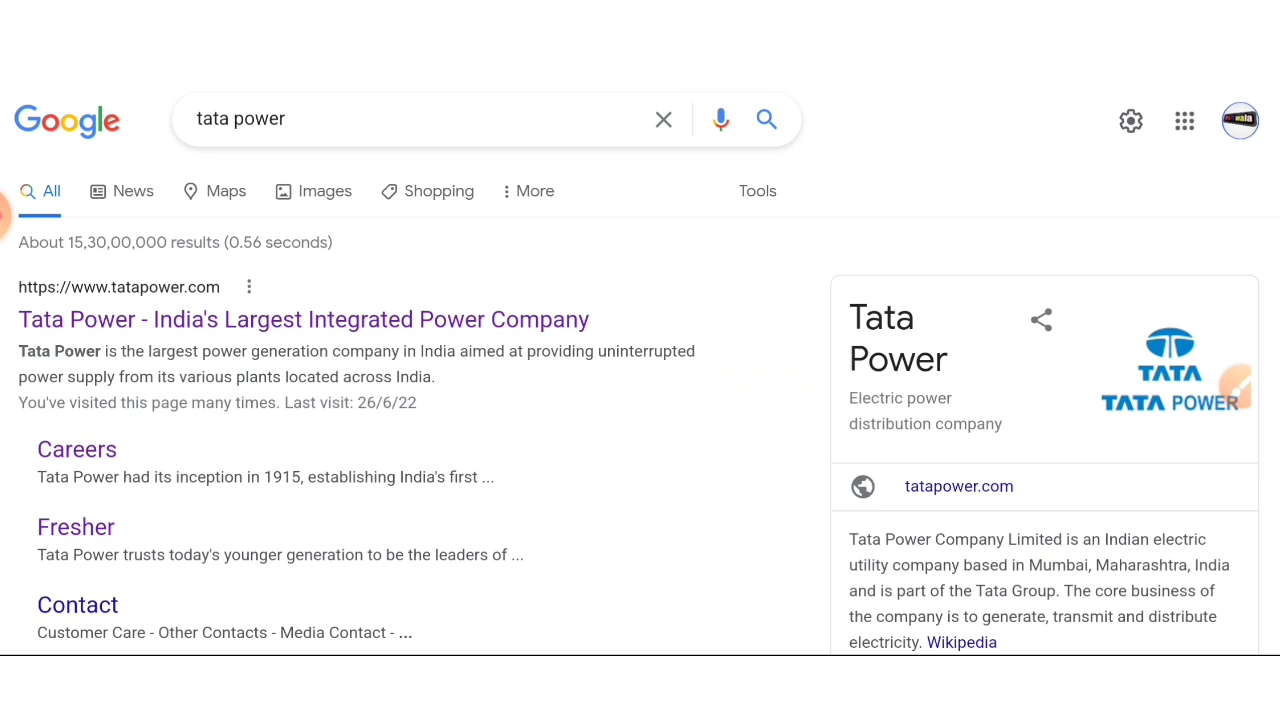 Google
tata power
wala
All
News
Maps
Images
Shopping
More
Tools
About 15,30,00,000 results (0.56 seconds)
https://www.tatapower.com
Tata Power - India's Largest Integrated Power Company
Tata Power is the largest power generation company in India aimed at providing uninterrupted
power supply from its various plants located across India.
You've visited this page many times. Last visit: 26/6/22
Careers
Tata Power had its inception in 1915, establishing India's first ...
Fresher
Tata Power trusts today's younger generation to be the leaders of ...
Contact
Customer Care - Other Contacts - Media Contact - ...
Tata
Power
Electric power
distribution company
TATA
TATA POWER
tatapower.com
Tata Power Company Limited is an Indian electric
utility company based in Mumbai, Maharashtra, India
and is part of the Tata Group. The core business of
the company is to generate, transmit and distribute
electricity. Wikipedia